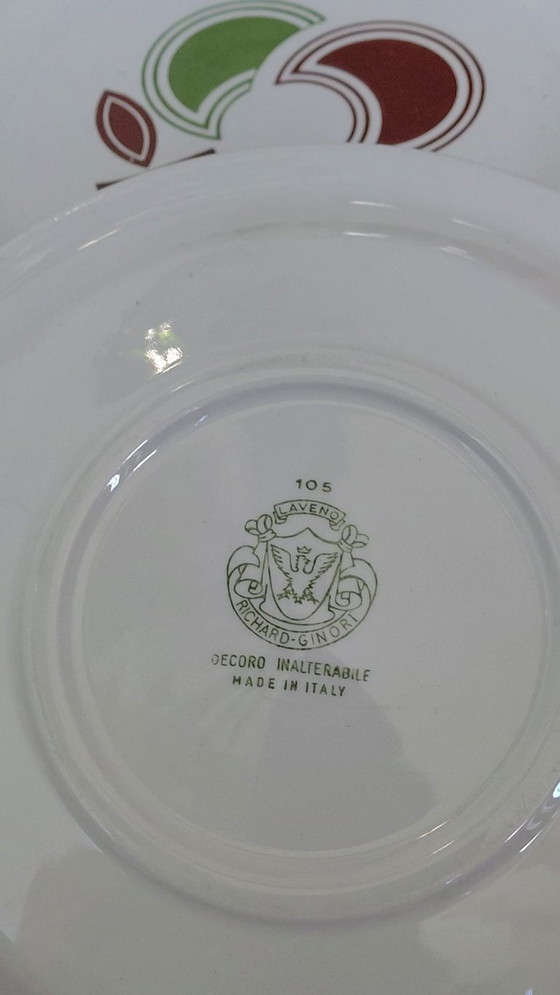 105
LAVENO
RICHARD-GINORI
DECORO INALTERABILE
MADE IN ITALY